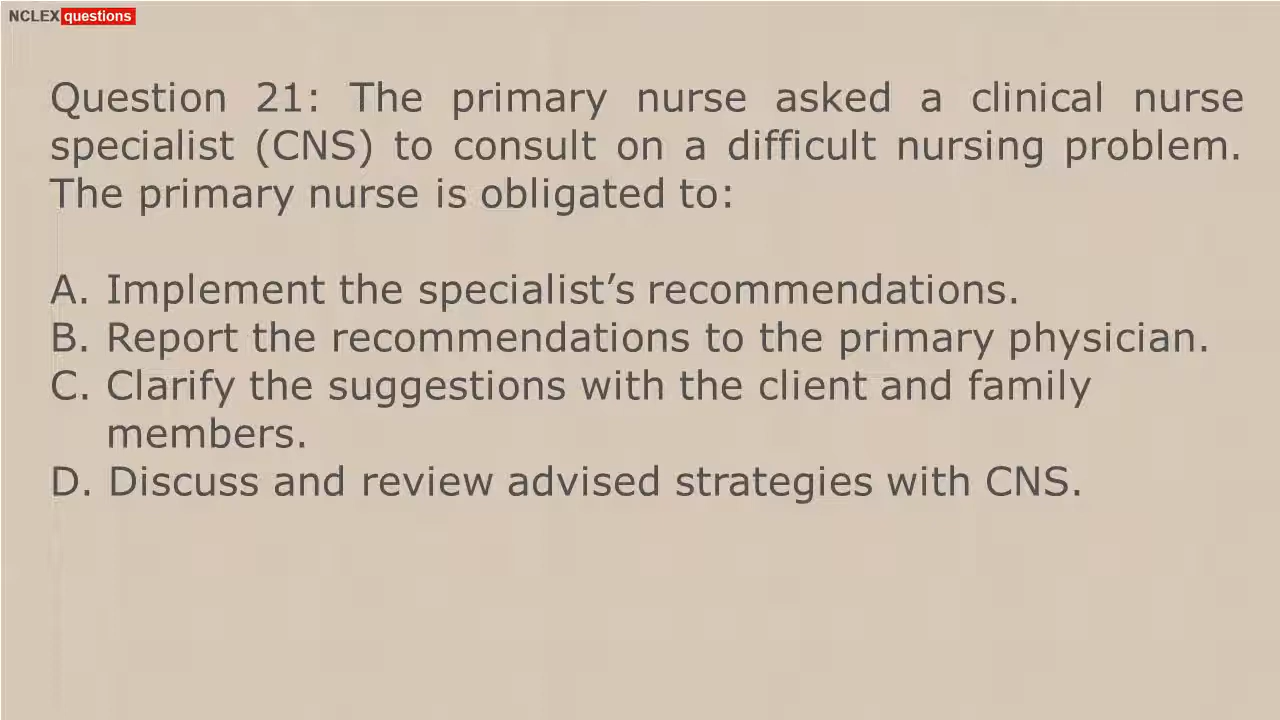 NCLEX questions
Question 21: The primary nurse asked a clinical nurse
specialist (CNS) to consult on a difficult nursing problem.
The primary nurse is obligated to:
A. Implement the specialist’s recommendations.
B. Report the recommendations to the primary physician.
C. Clarify the suggestions with the client and family
members.
D. Discuss and review advised strategies with CNS.